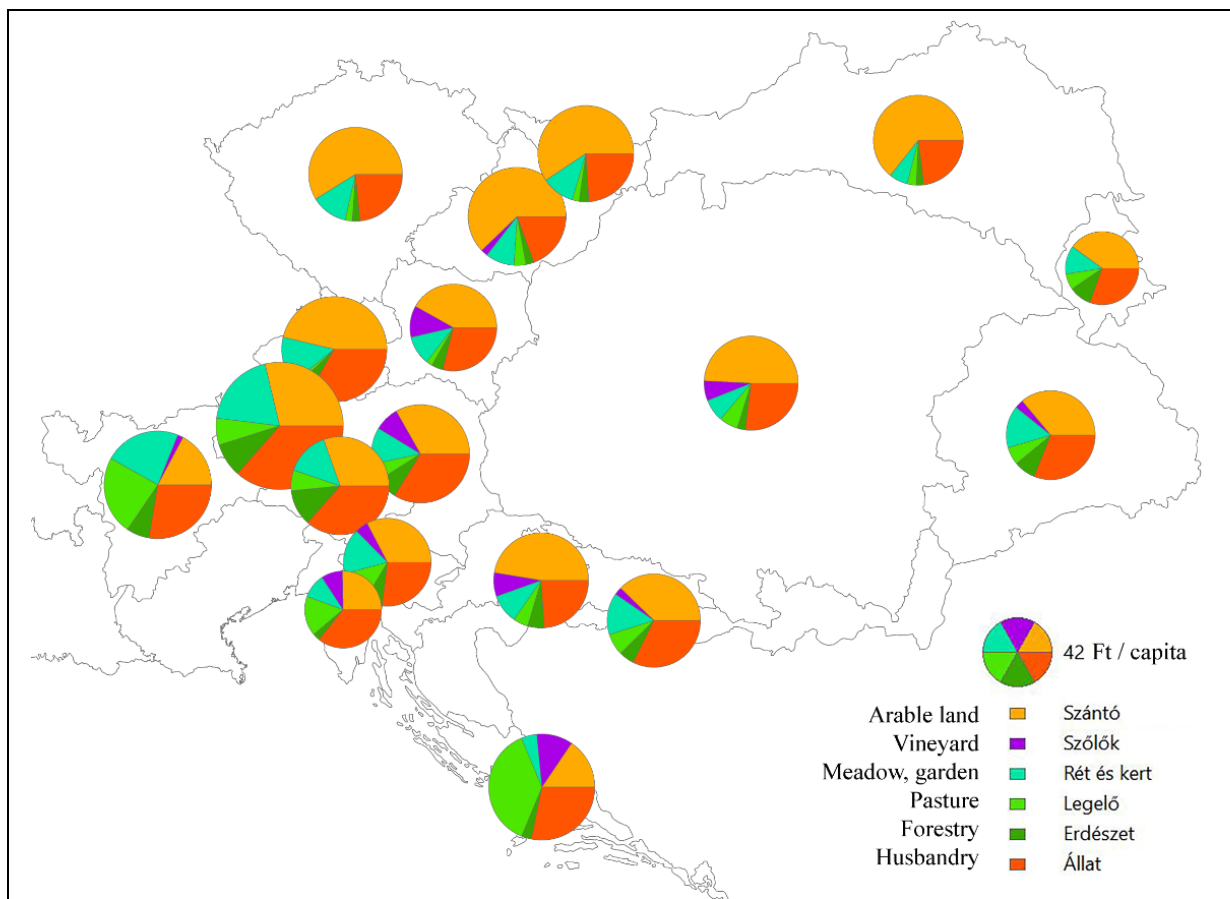 42 Ft / capita
Arable land Szántó
Vineyard Szőlők
Meadow, garden Rét és kert
Pasture Legelő
Forestry Erdészet
Husbandry Állat